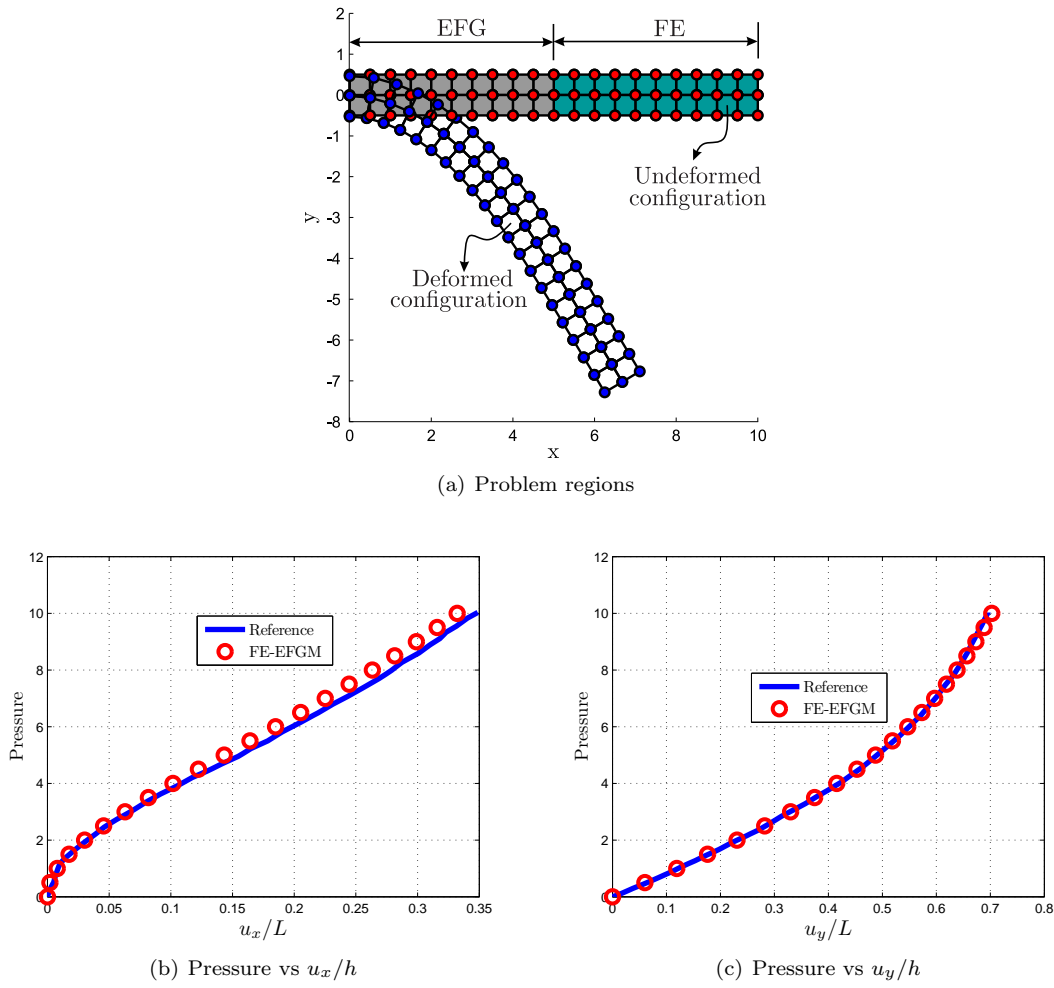 EFG
FE
2
1
0
-1
-2
-3
-4
-5
-6
-7
-8
y
Undeformed
configuration
Deformed
configuration
0
2
4
6
8
10
x
(a) Problem regions
12
10
8
6
4
2
0
Pressure
Reference
FE-EFGM
0
0.05
0.1
0.15
0.2
0.25
0.3
0.35
u_x/L
(b) Pressure vs u_x/h
12
10
8
6
4
2
0
Pressure
Reference
FE-EFGM
0
0.1
0.2
0.3
0.4
0.5
0.6
0.7
0.8
u_y/L
(c) Pressure vs u_y/h